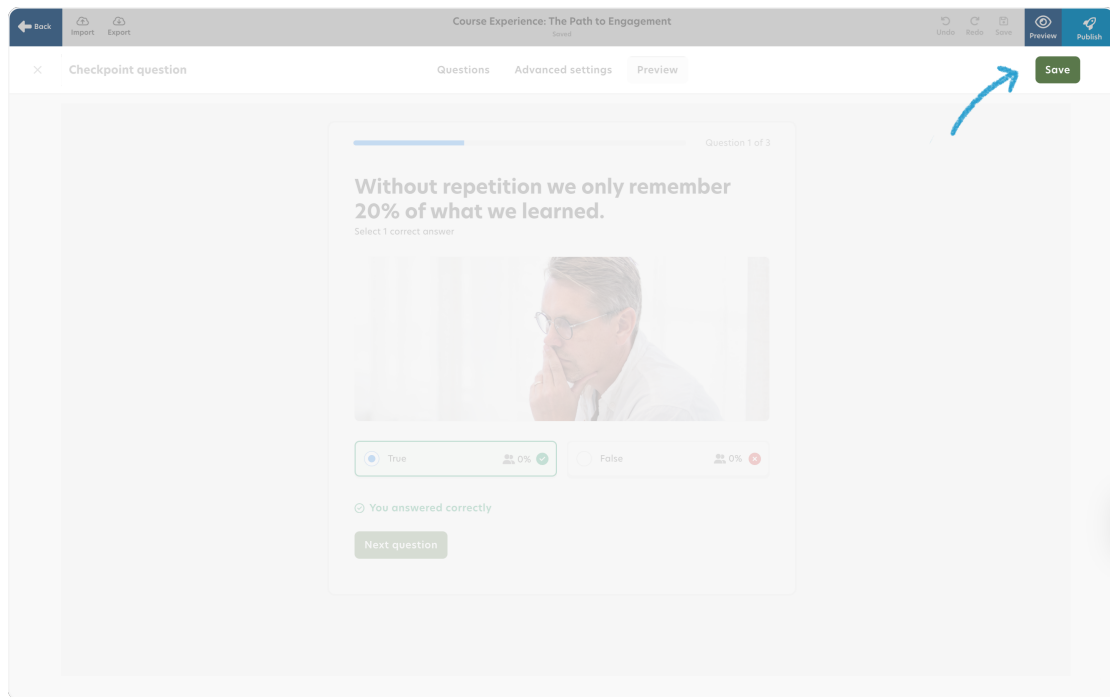 Back
Import
Export
Course Experience: The Path to Engagement
Saved
Undo
Redo
Save
Preview
Publish
Checkpoint question
Questions
Advanced settings
Preview
Save
Question 1 of 3
Without repetition we only remember
20% of what we learned.
Select 1 correct answer
True
0%
False
0%
You answered correctly
Next question